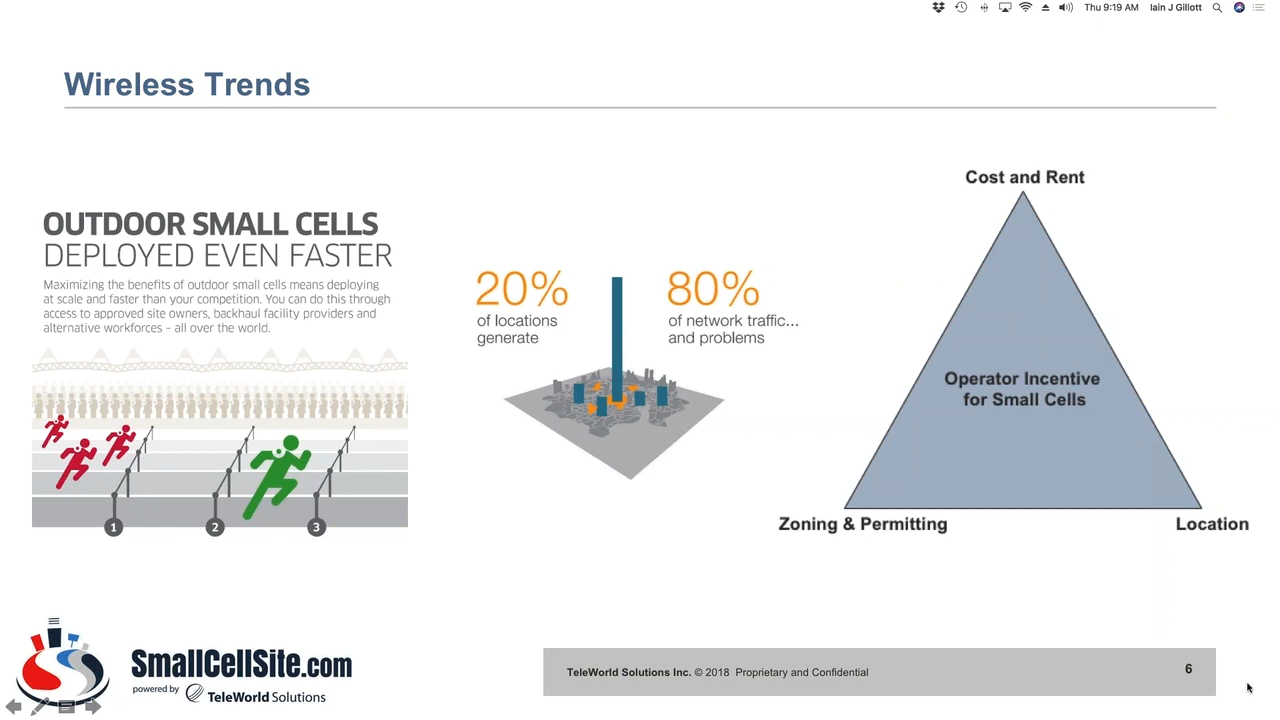 Thu 9:19 AM Iain J Gillott
Wireless Trends
OUTDOOR SMALL CELLS
DEPLOYED EVEN FASTER
Maximizing the benefits of outdoor small cells means deploying
at scale and faster than your competition. You can do this through
access to approved site owners, backhaul facility providers and
alternative workforces – all over the world.
1 2 3
20%
of locations
generate
80%
of network traffic...
and problems
Cost and Rent
Operator Incentive
for Small Cells
Zoning & Permitting
Location
SmallCellSite.com
powered by TeleWorld Solutions
TeleWorld Solutions Inc. © 2018 Proprietary and Confidential
6